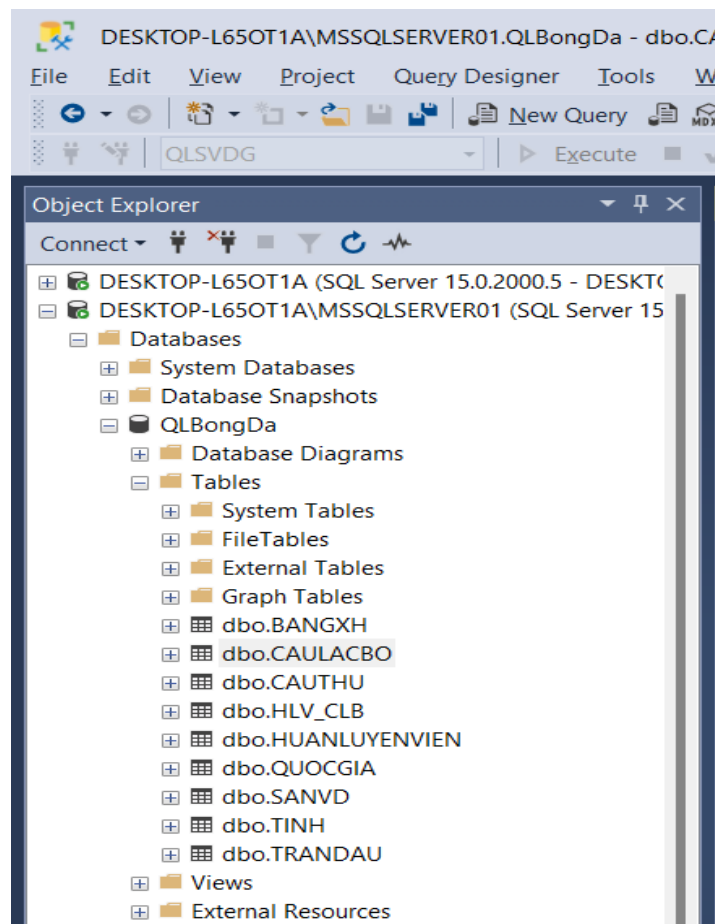 DESKTOP-L65OT1A\MSSQLSERVER01.QLBongDa - dbo.CA
File Edit View Project Query Designer Tools W
New Query MDX
QLSVDG Execute
Object Explorer
Connect
DESKTOP-L65OT1A (SQL Server 15.0.2000.5 - DESKT
DESKTOP-L65OT1A\MSSQLSERVER01 (SQL Server 15
Databases
System Databases
Database Snapshots
QLBongDa
Database Diagrams
Tables
System Tables
FileTables
External Tables
Graph Tables
dbo.BANGXH
dbo.CAULACBO
dbo.CAUTHU
dbo.HLV_CLB
dbo.HUANLUYENVIEN
dbo.QUOCGIA
dbo.SANVD
dbo.TINH
dbo.TRANDAU
Views
External Resources